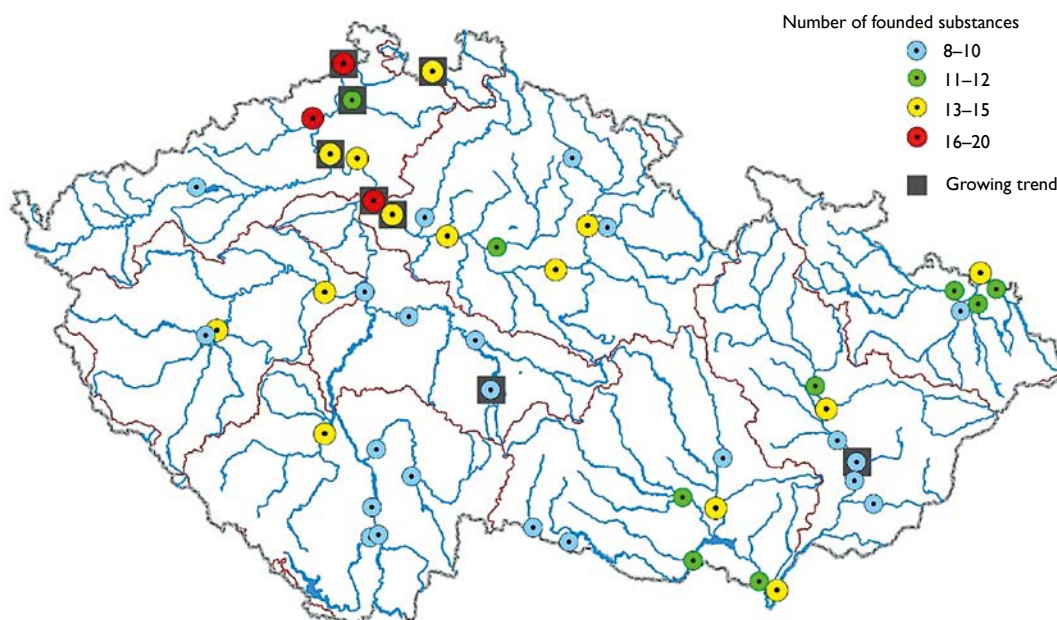 Number of founded substances
8–10
11–12
13–15
16–20
Growing trend